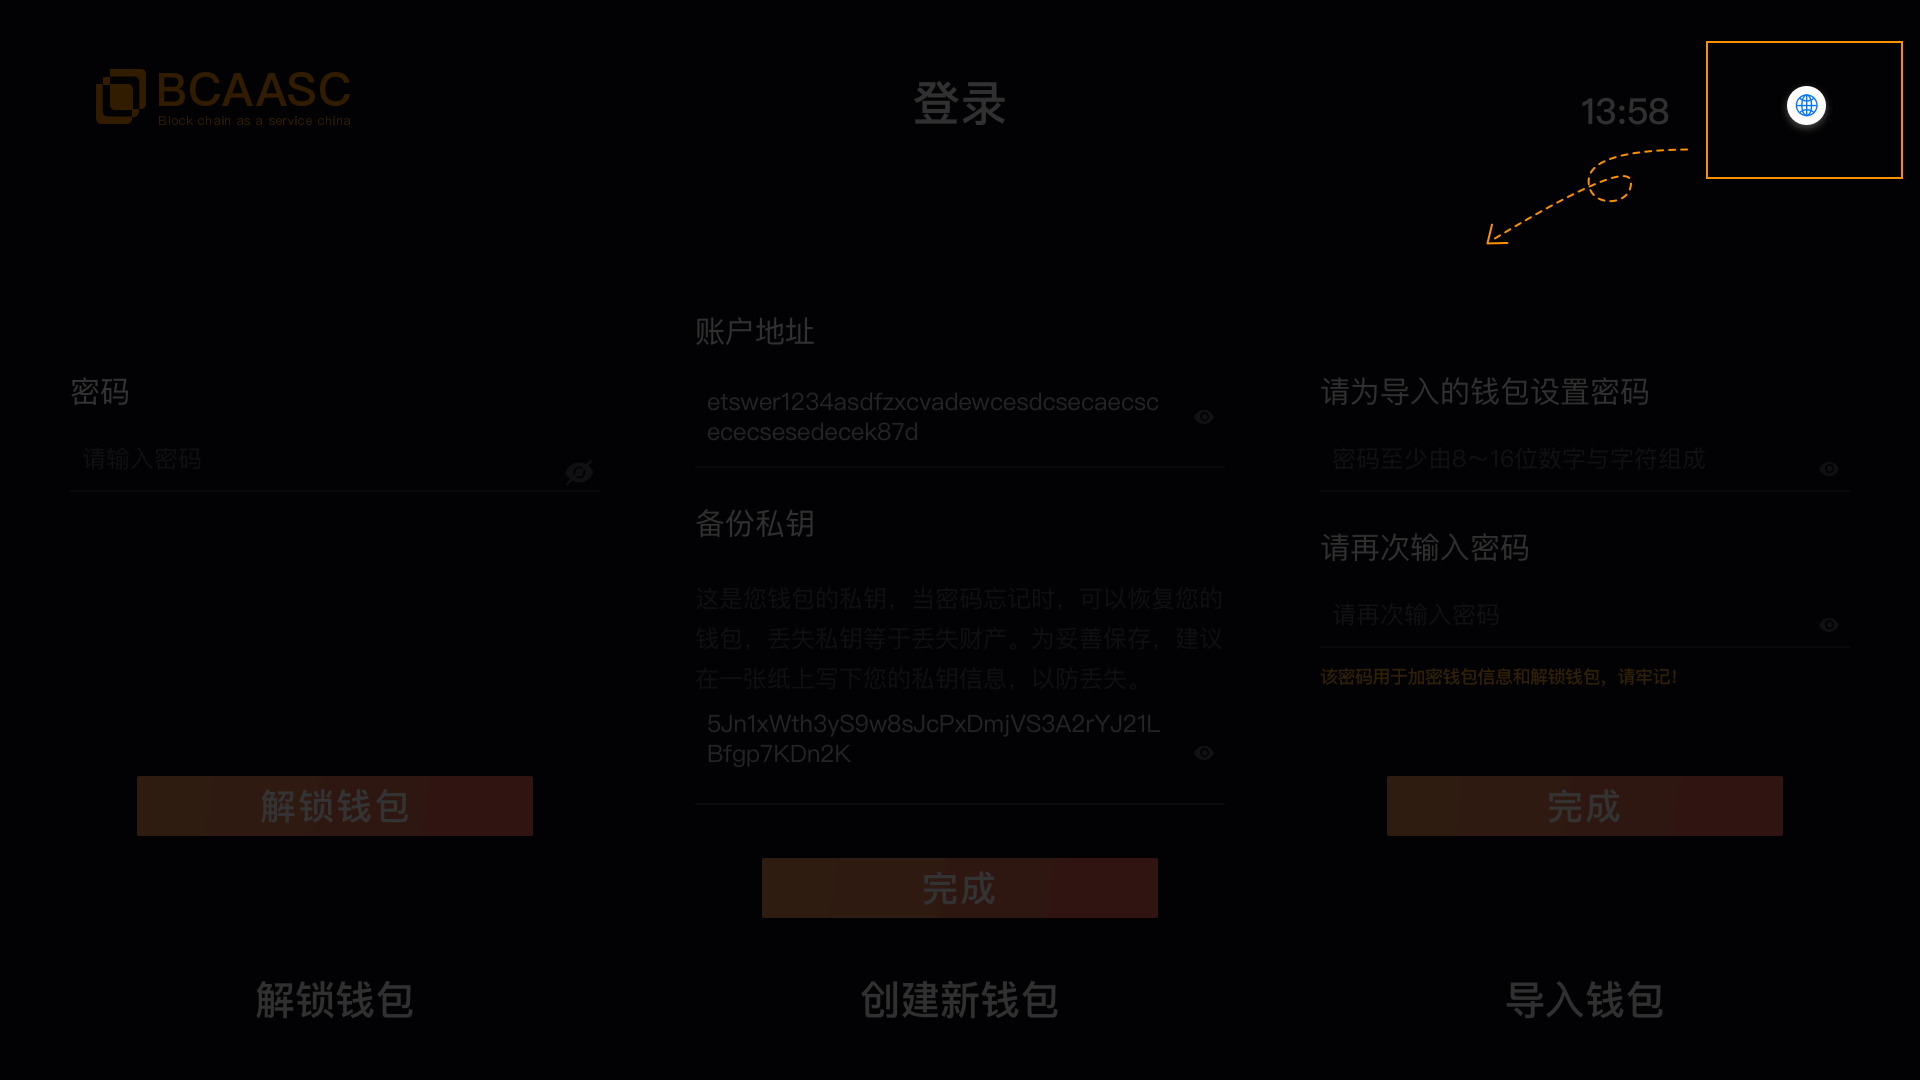 BCAASC
Block chain as a service china
登录
13:58
密码
请输入密码
解锁钱包
解锁钱包
账户地址
etswer1234asdfzxcvadewcesdcsecaecsc
ececsesedecek87d
备份私钥
这是您钱包的私钥，当密码忘记时，可以恢复您的
钱包，丢失私钥等于丢失财产。为妥善保存，建议
在一张纸上写下您的私钥信息，以防丢失。
5Jn1xWth3yS9w8sJcPxDmjVS3A2rYJ21L
Bfgp7KDn2K
完成
创建新钱包
请为导入的钱包设置密码
密码至少由8～16位数字与字符组成
请再次输入密码
请再次输入密码
该密码用于加密钱包信息和解锁钱包，请牢记！
完成
导入钱包